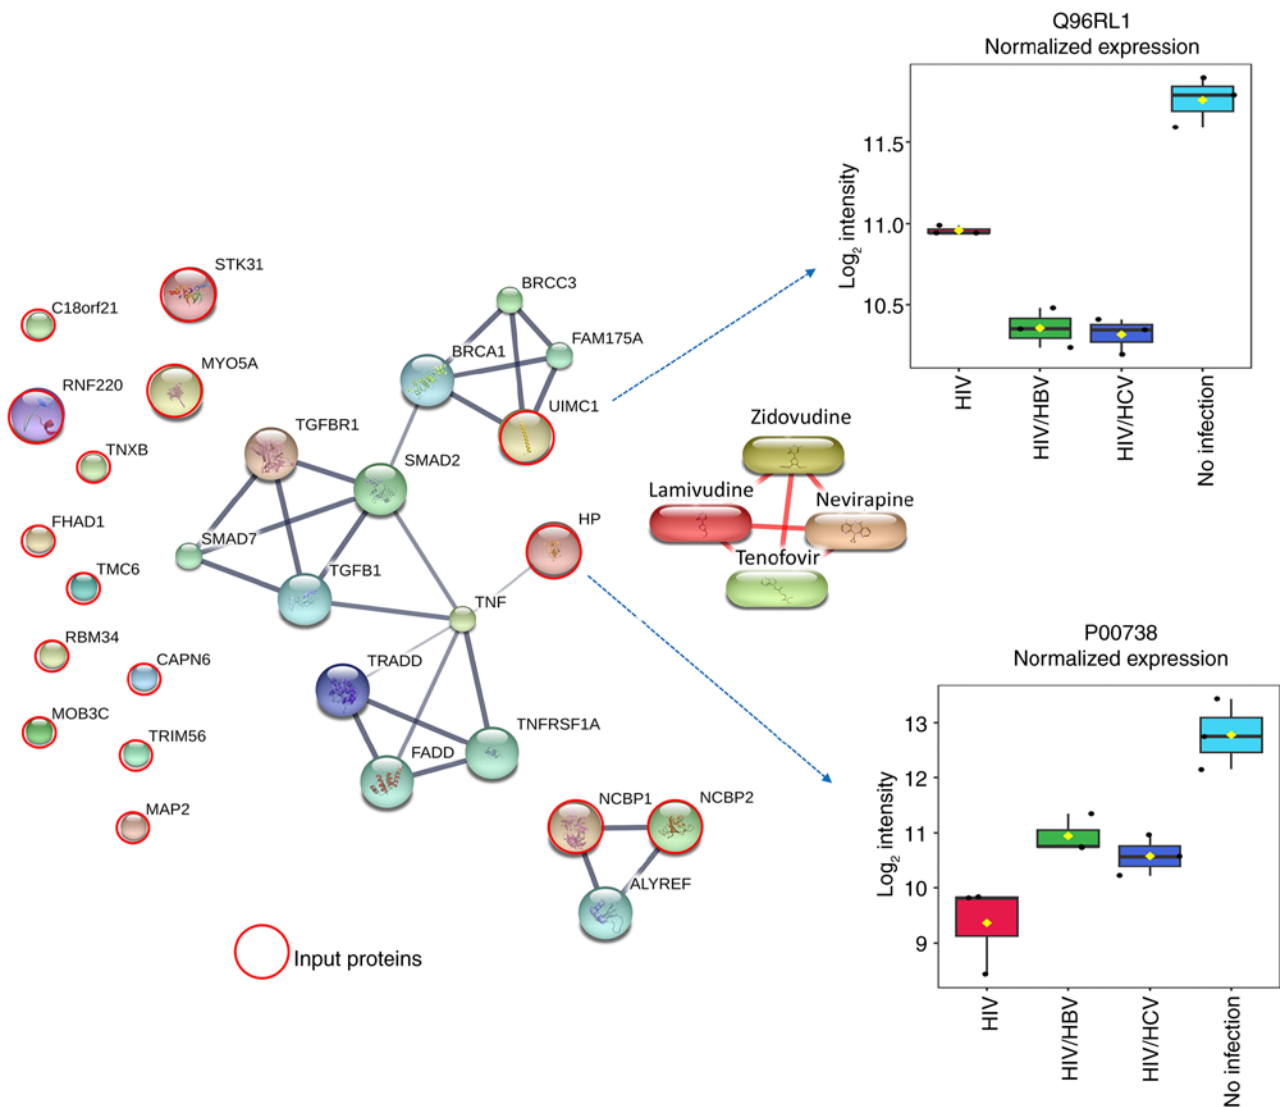 Q96RL1
Normalized expression
Log2 intensity
11.5
11.0
10.5
HIV
HIV/HBV
HIV/HCV
No infection
STK31
C18orf21
BRCC3
FAM175A
BRCA1
MYO5A
RNF220
UIMC1
Zidovudine
TGFBR1
TNXB
SMAD2
Lamivudine
Nevirapine
FHAD1
HP
SMAD7
Tenofovir
TMC6
TGFB1
TNF
RBM34
CAPN6
TRADD
MOB3C
TRIM56
TNFRSF1A
FADD
MAP2
NCBP1
NCBP2
ALYREF
Input proteins
P00738
Normalized expression
Log2 intensity
13
12
11
10
9
HIV
HIV/HBV
HIV/HCV
No infection